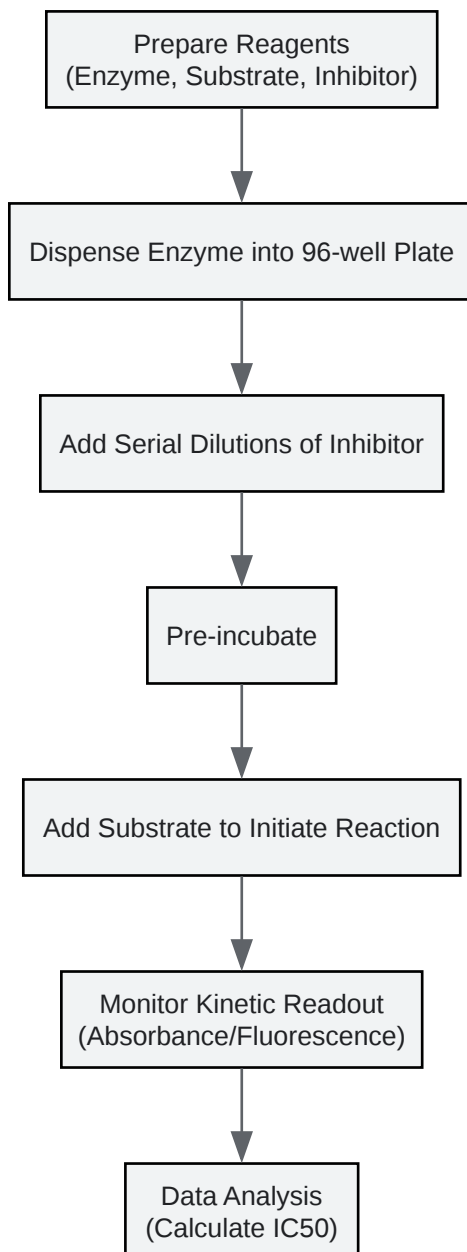 Prepare Reagents
(Enzyme, Substrate, Inhibitor)
Dispense Enzyme into 96-well Plate
Add Serial Dilutions of Inhibitor
Pre-incubate
Add Substrate to Initiate Reaction
Monitor Kinetic Readout
(Absorbance/Fluorescence)
Data Analysis
(Calculate IC50)